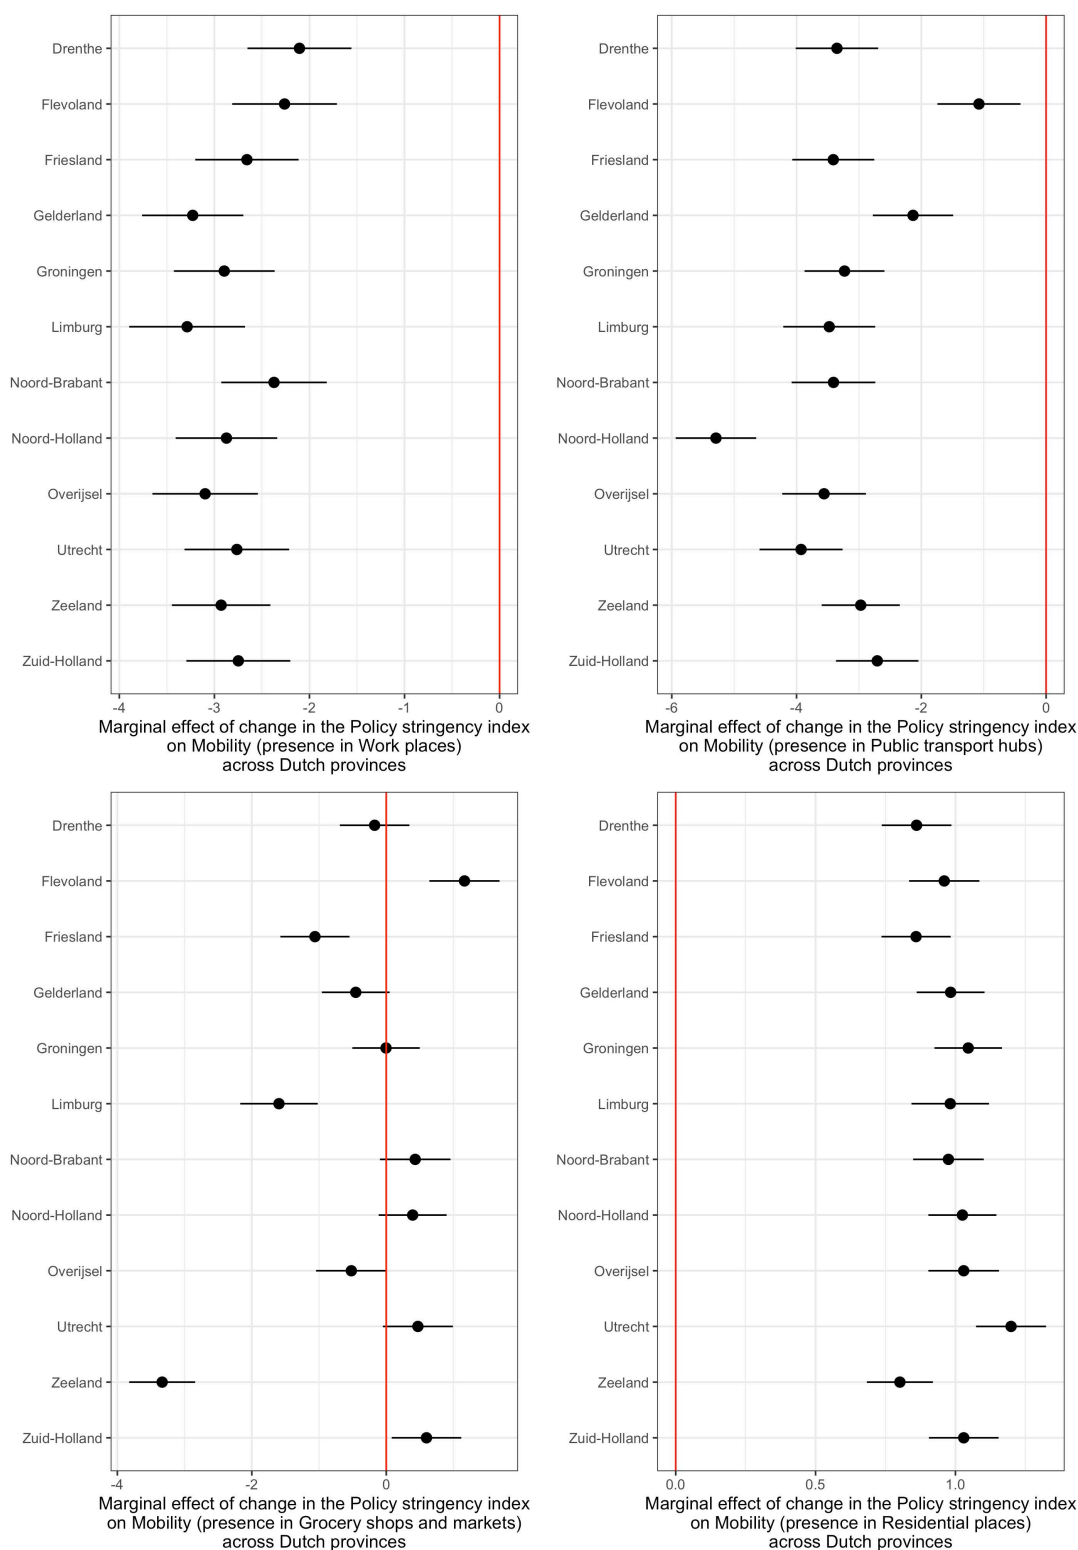 Drenthe
Flevoland
Friesland
Gelderland
Groningen
Limburg
Noord-Brabant
Noord-Holland
Overijsel
Utrecht
Zeeland
Zuid-Holland
-4 -3 -2 -1 0
Marginal effect of change in the Policy stringency index
on Mobility (presence in Work places)
across Dutch provinces
Drenthe
Flevoland
Friesland
Gelderland
Groningen
Limburg
Noord-Brabant
Noord-Holland
Overijsel
Utrecht
Zeeland
Zuid-Holland
-6 -4 -2 0
Marginal effect of change in the Policy stringency index
on Mobility (presence in Public transport hubs)
across Dutch provinces
Drenthe
Flevoland
Friesland
Gelderland
Groningen
Limburg
Noord-Brabant
Noord-Holland
Overijsel
Utrecht
Zeeland
Zuid-Holland
-4 -2 0
Marginal effect of change in the Policy stringency index
on Mobility (presence in Grocery shops and markets)
across Dutch provinces
Drenthe
Flevoland
Friesland
Gelderland
Groningen
Limburg
Noord-Brabant
Noord-Holland
Overijsel
Utrecht
Zeeland
Zuid-Holland
0.0 0.5 1.0
Marginal effect of change in the Policy stringency index
on Mobility (presence in Residential places)
across Dutch provinces